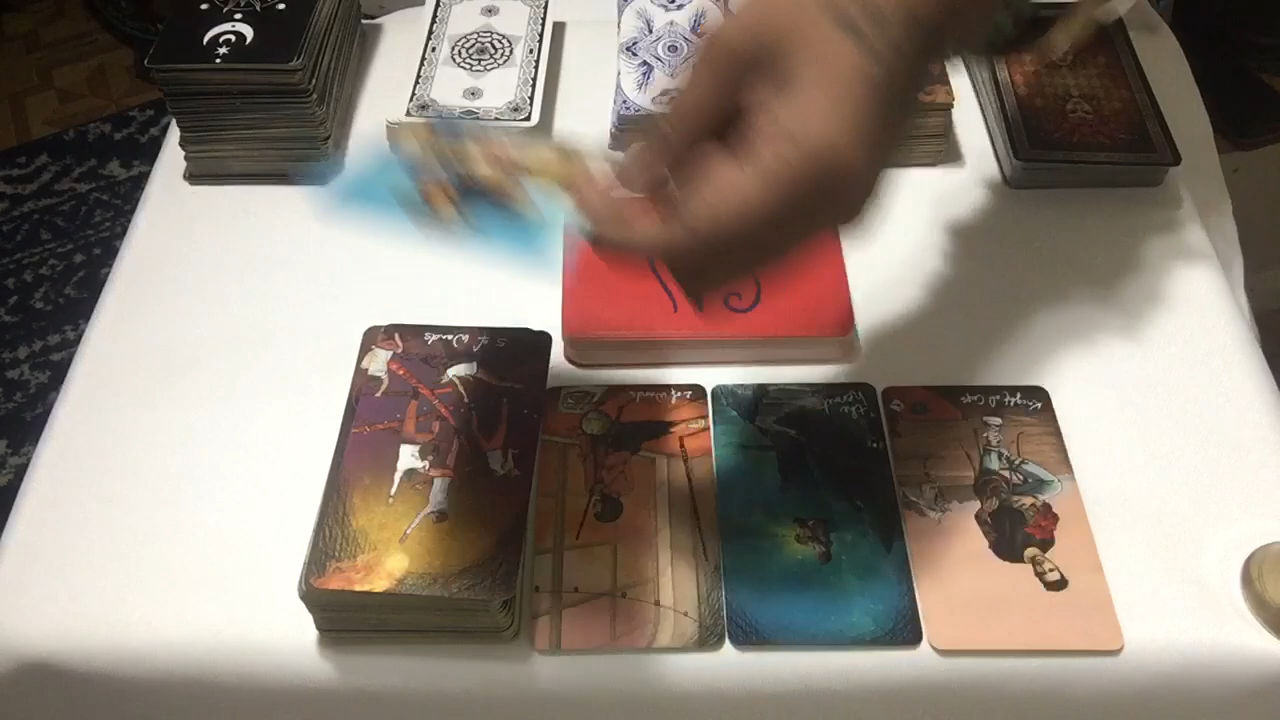 5 of Wands
2 of Wands
the
hermit
Knight of Cups